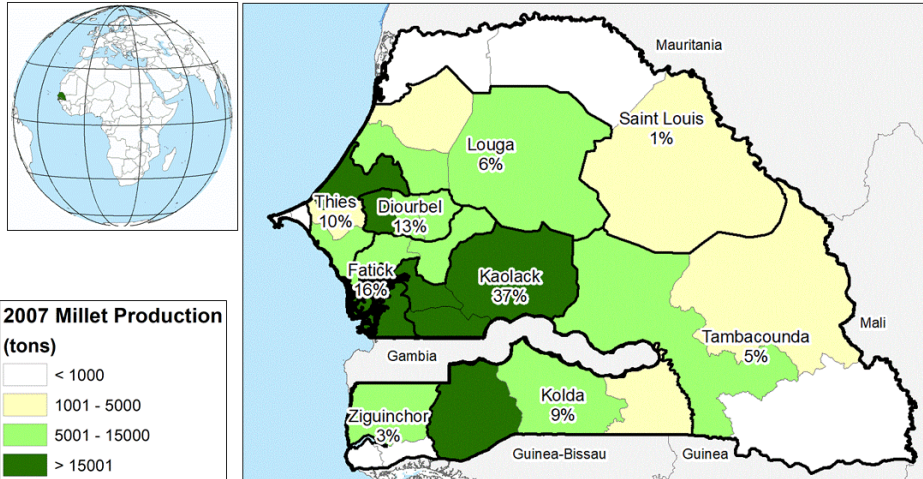 Mauritania
Saint Louis
1%
Louga
6%
Thies
10%
Diourbel
13%
Fatick
16%
Kaolack
37%
Tambacounda
5%
Mali
Gambia
Kolda
9%
Ziguinchor
3%
Guinea-Bissau
Guinea
2007 Millet Production
(tons)
< 1000
1001 - 5000
5001 - 15000
> 15001